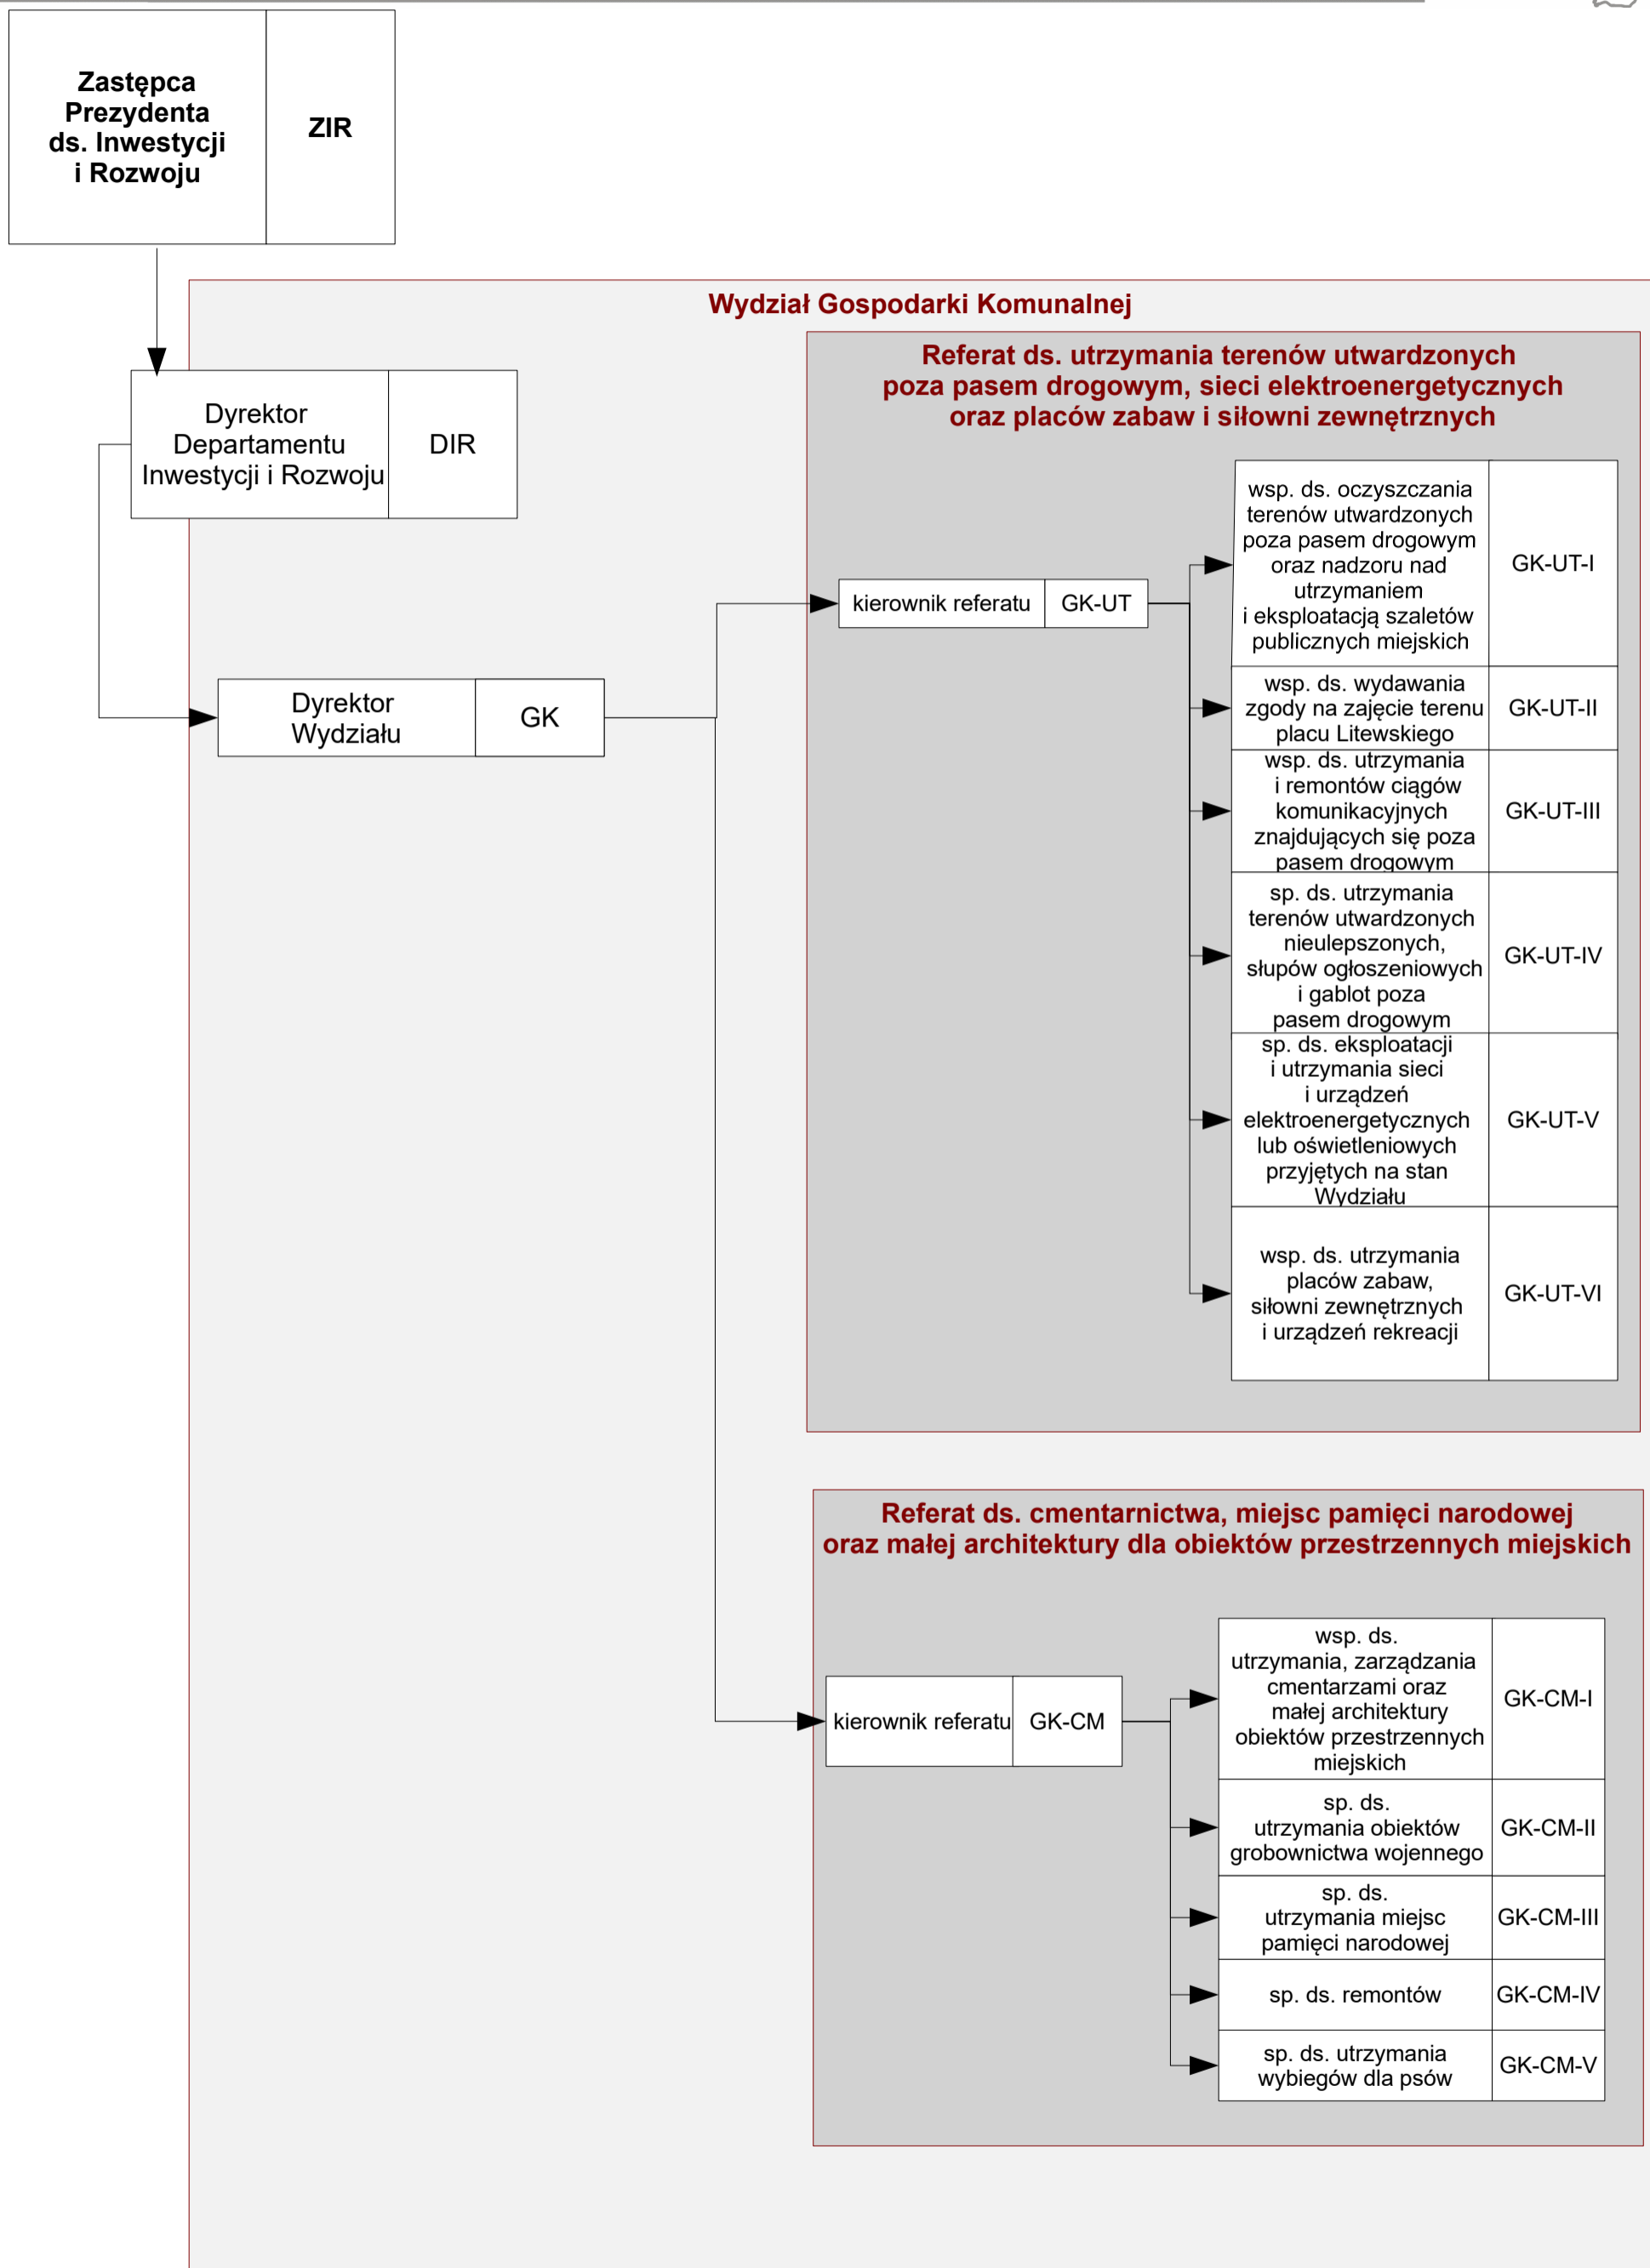 Zastępca
Prezydenta
ds. Inwestycji
i Rozwoju
ZIR
Wydział Gospodarki Komunalnej
Dyrektor
Departamentu
Inwestycji i Rozwoju
DIR
Dyrektor
Wydziału
GK
Referat ds. utrzymania terenów utwardzonych
poza pasem drogowym, sieci elektroenergetycznych
oraz placów zabaw i siłowni zewnętrznych
kierownik referatu
GK-UT
wsp. ds. oczyszczania
terenów utwardzonych
poza pasem drogowym
oraz nadzoru nad
utrzymaniem
i eksploatacją szaletów
publicznych miejskich
GK-UT-I
wsp. ds. wydawania
zgody na zajęcie terenu
placu Litewskiego
GK-UT-II
wsp. ds. utrzymania
i remontów ciągów
komunikacyjnych
znajdujących się poza
pasem drogowym
GK-UT-III
sp. ds. utrzymania
terenów utwardzonych
nieulepszonych,
słupów ogłoszeniowych
i gablot poza
pasem drogowym
GK-UT-IV
sp. ds. eksploatacji
i utrzymania sieci
i urządzeń
elektroenergetycznych
lub oświetleniowych
przyjętych na stan
Wydziału
GK-UT-V
wsp. ds. utrzymania
placów zabaw,
siłowni zewnętrznych
i urządzeń rekreacji
GK-UT-VI
Referat ds. cmentarnictwa, miejsc pamięci narodowej
oraz małej architektury dla obiektów przestrzennych miejskich
kierownik referatu
GK-CM
wsp. ds.
utrzymania, zarządzania
cmentarzami oraz
małej architektury
obiektów przestrzennych
miejskich
GK-CM-I
sp. ds.
utrzymania obiektów
grobownictwa wojennego
GK-CM-II
sp. ds.
utrzymania miejsc
pamięci narodowej
GK-CM-III
sp. ds. remontów
GK-CM-IV
sp. ds. utrzymania
wybiegów dla psów
GK-CM-V